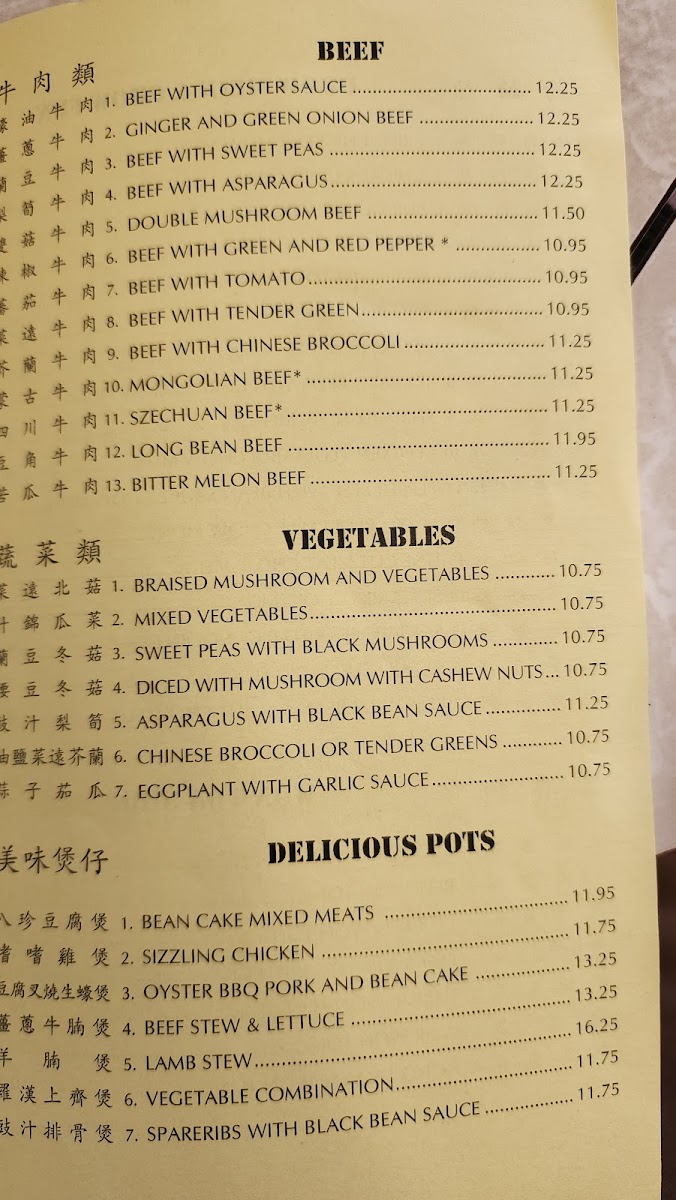 牛肉類 BEEF
蠔油牛肉 1. BEEF WITH OYSTER SAUCE 12.25
薑蔥牛肉 2. GINGER AND GREEN ONION BEEF 12.25
蘭豆牛肉 3. BEEF WITH SWEET PEAS 12.25
梨筍牛肉 4. BEEF WITH ASPARAGUS 12.25
雙菇牛肉 5. DOUBLE MUSHROOM BEEF 11.50
辣椒牛肉 6. BEEF WITH GREEN AND RED PEPPER * 10.95
蕃茄牛肉 7. BEEF WITH TOMATO 10.95
菜遠牛肉 8. BEEF WITH TENDER GREEN 10.95
芥蘭牛肉 9. BEEF WITH CHINESE BROCCOLI 11.25
蒙古牛肉 10. MONGOLIAN BEEF* 11.25
四川牛肉 11. SZECHUAN BEEF* 11.25
豆角牛肉 12. LONG BEAN BEEF 11.95
苦瓜牛肉 13. BITTER MELON BEEF 11.25
蔬菜類 VEGETABLES
菜遠北菇 1. BRAISED MUSHROOM AND VEGETABLES 10.75
什錦瓜菜 2. MIXED VEGETABLES 10.75
蘭豆冬菇 3. SWEET PEAS WITH BLACK MUSHROOMS 10.75
腰豆冬菇 4. DICED WITH MUSHROOM WITH CASHEW NUTS 10.75
豉汁梨筍 5. ASPARAGUS WITH BLACK BEAN SAUCE 11.25
油鹽菜遠芥蘭 6. CHINESE BROCCOLI OR TENDER GREENS 10.75
蒜子茄瓜 7. EGGPLANT WITH GARLIC SAUCE 10.75
美味煲仔 DELICIOUS POTS
八珍豆腐煲 1. BEAN CAKE MIXED MEATS 11.95
嗜嗜雞煲 2. SIZZLING CHICKEN 11.75
豆腐叉燒生蠔煲 3. OYSTER BBQ PORK AND BEAN CAKE 13.25
薑蔥牛腩煲 4. BEEF STEW & LETTUCE 13.25
羊腩煲 5. LAMB STEW 16.25
羅漢上齋煲 6. VEGETABLE COMBINATION 11.75
豉汁排骨煲 7. SPARERIBS WITH BLACK BEAN SAUCE 11.75